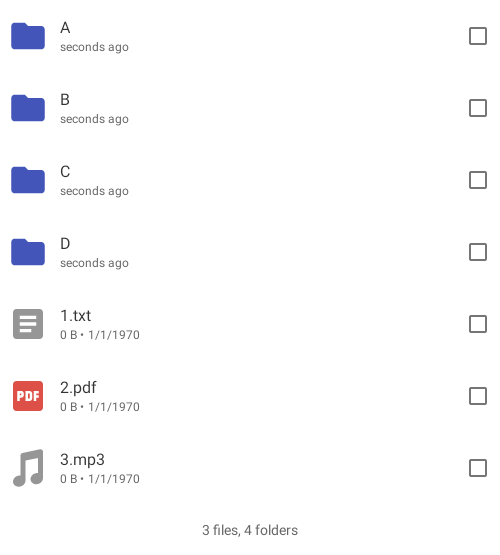 A
seconds ago
B
seconds ago
C
seconds ago
D
seconds ago
1.txt
0 B • 1/1/1970
PDF
2.pdf
0 B • 1/1/1970
3.mp3
0 B • 1/1/1970
3 files, 4 folders